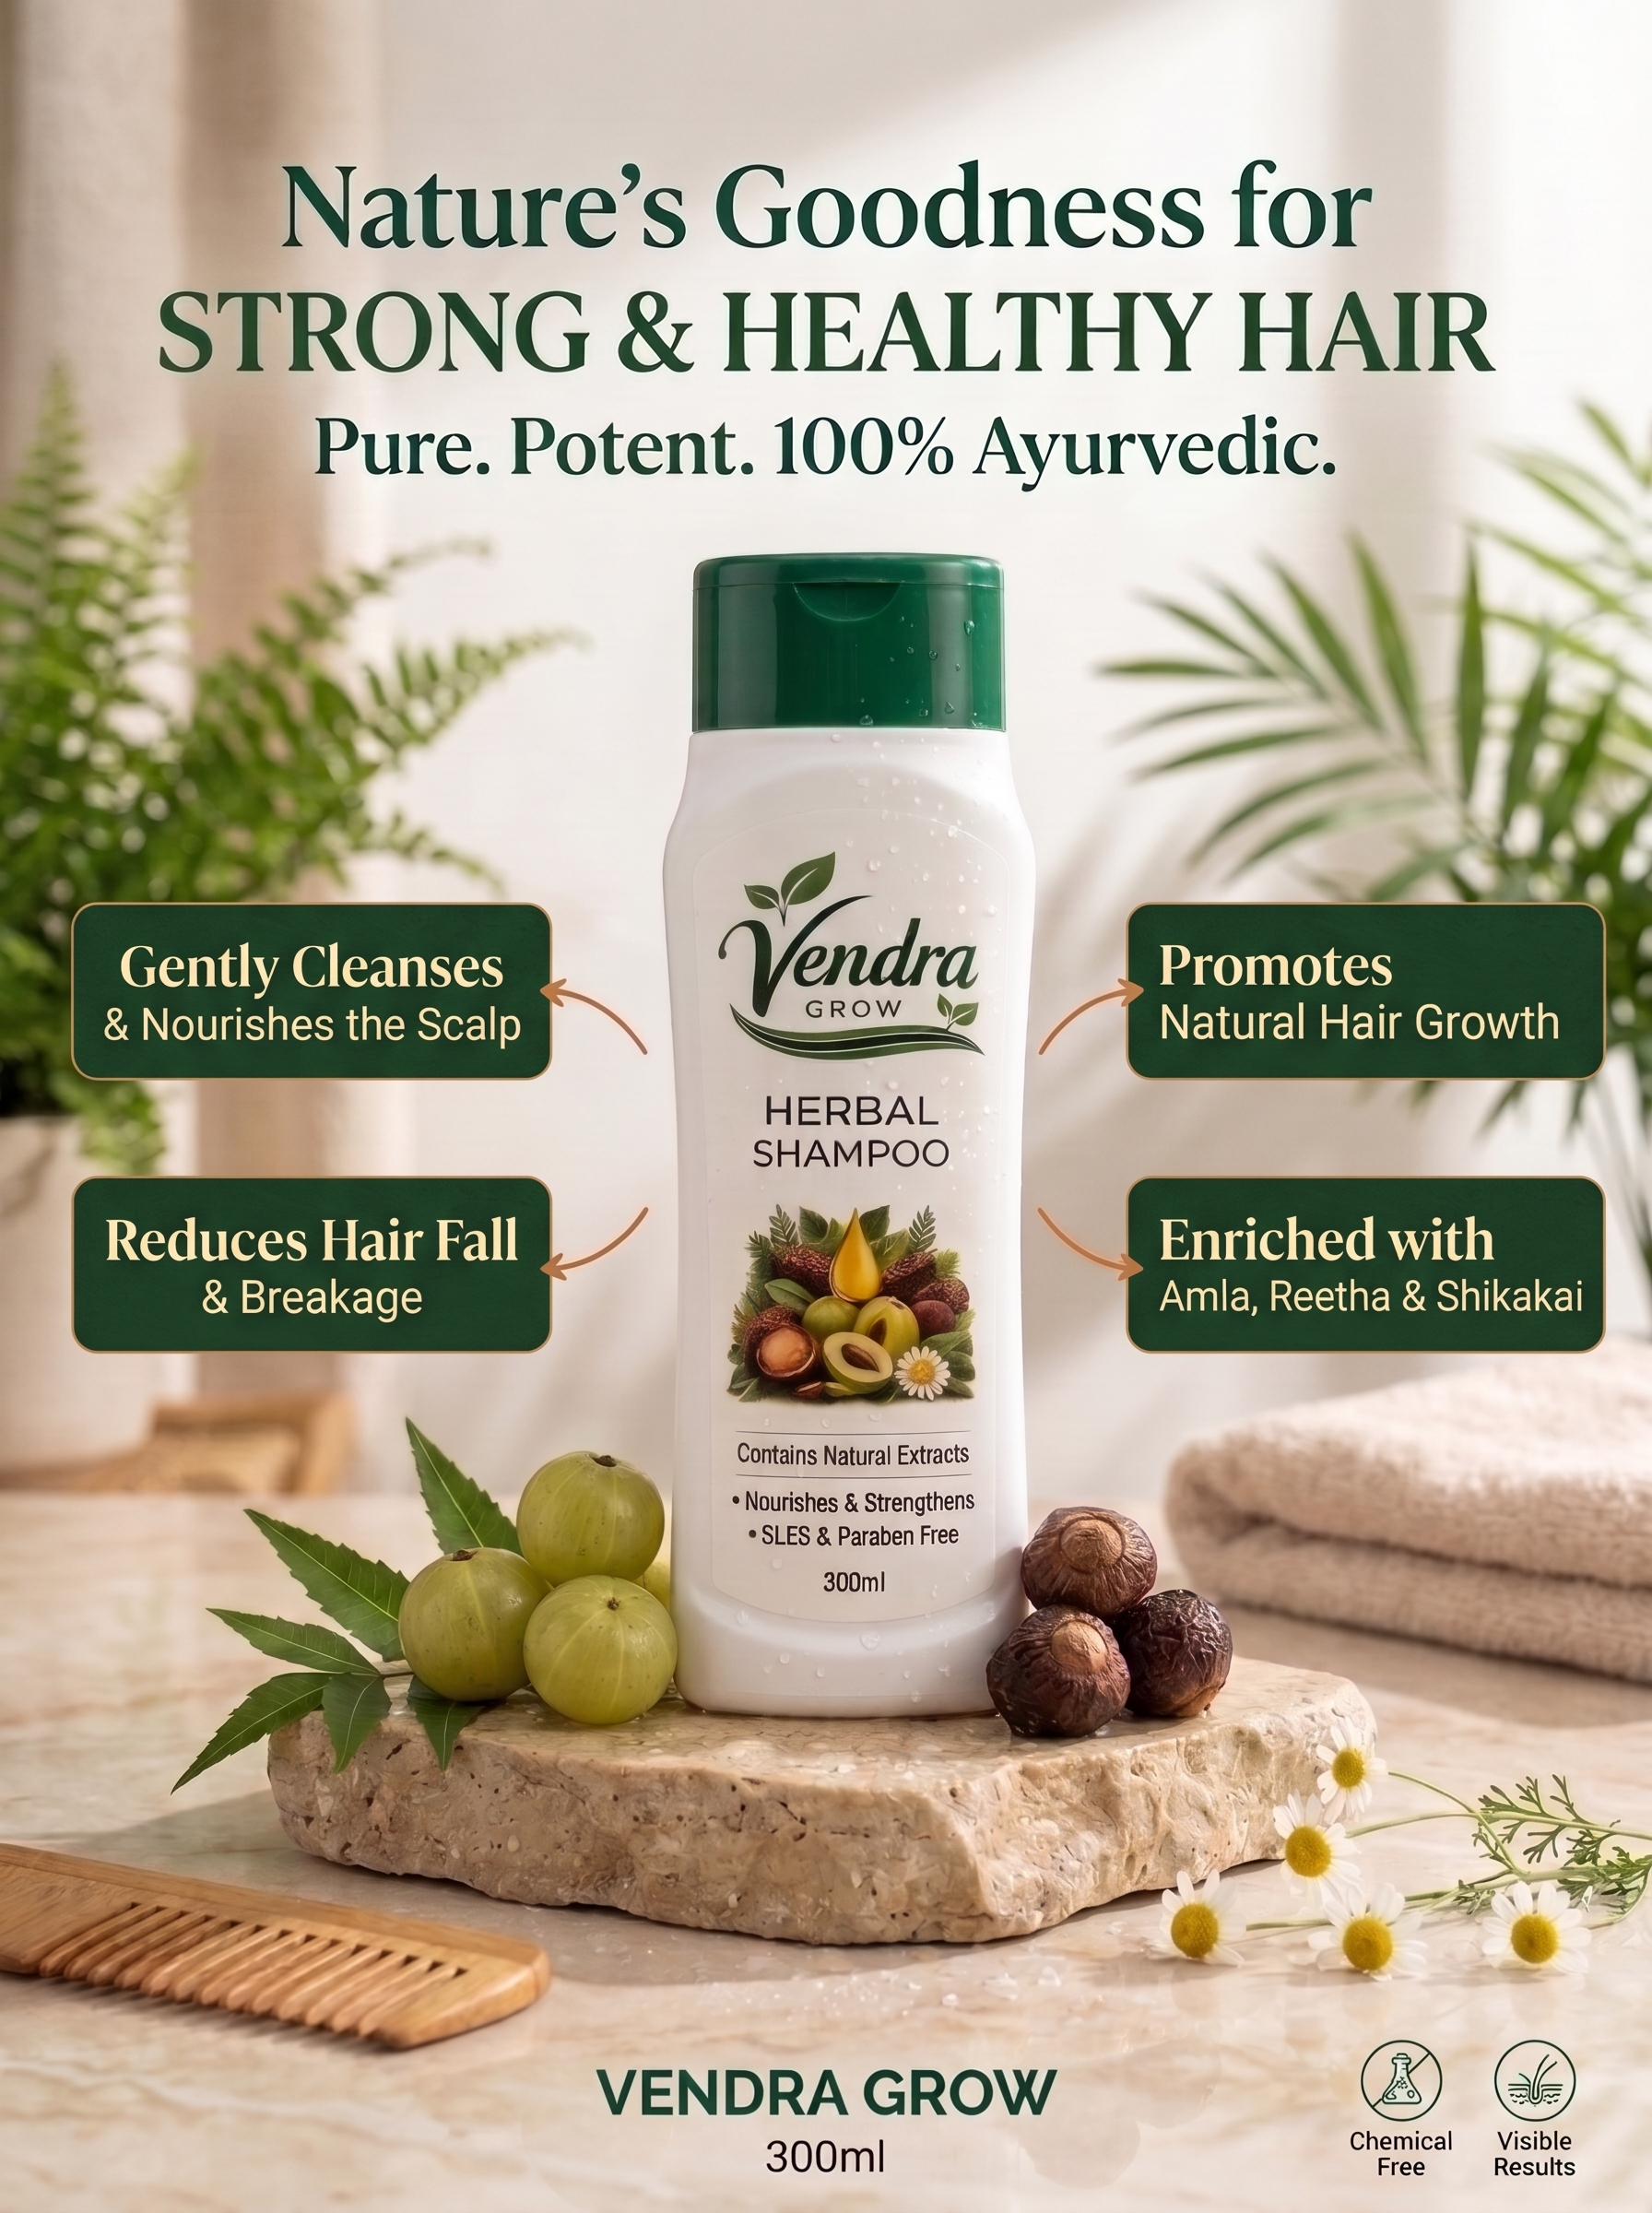 Nature's Goodness for
STRONG & HEALTHY HAIR
Pure. Potent. 100% Ayurvedic.
Gently Cleanses
& Nourishes the Scalp
Reduces Hair Fall
& Breakage
Vendra
GROW
HERBAL
SHAMPOO
Contains Natural Extracts
• Nourishes & Strengthens
• SLES & Paraben Free
300ml
Promotes
Natural Hair Growth
Enriched with
Amla, Reetha & Shikakai
VENDRA GROW
300ml
Chemical
Free
Visible
Results